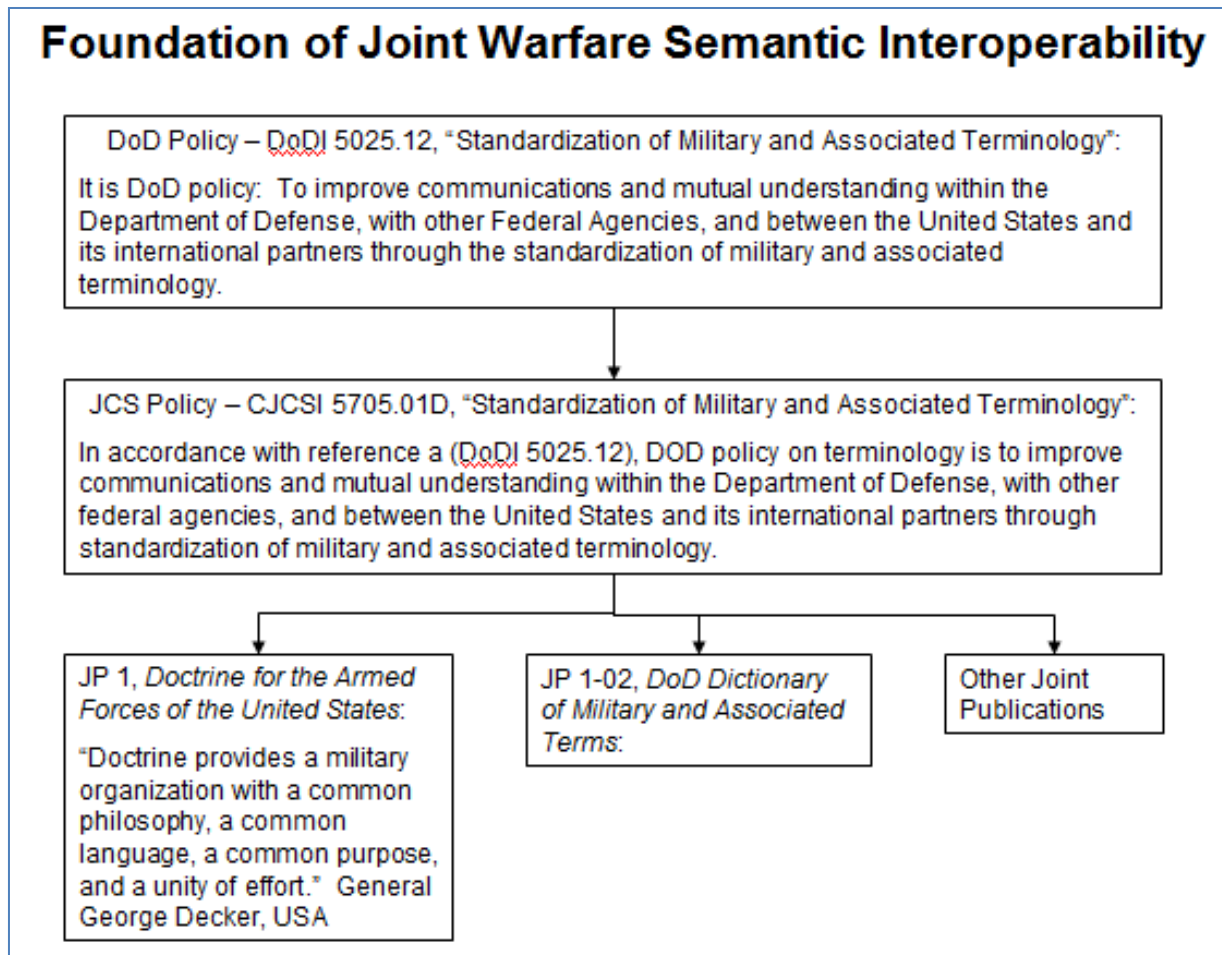 Foundation of Joint Warfare Semantic Interoperability
DoD Policy – DoDI 5025.12, “Standardization of Military and Associated Terminology”:
It is DoD policy:  To improve communications and mutual understanding within the
Department of Defense, with other Federal Agencies, and between the United States and
its international partners through the standardization of military and associated
terminology.
JCS Policy – CJCSI 5705.01D, “Standardization of Military and Associated Terminology”:
In accordance with reference a (DoDI 5025.12), DOD policy on terminology is to improve
communications and mutual understanding within the Department of Defense, with other
federal agencies, and between the United States and its international partners through
standardization of military and associated terminology.
JP 1, Doctrine for the Armed
Forces of the United States:
“Doctrine provides a military
organization with a common
philosophy, a common
language, a common purpose,
and a unity of effort.”  General
George Decker, USA
JP 1-02, DoD Dictionary
of Military and Associated
Terms:
Other Joint
Publications